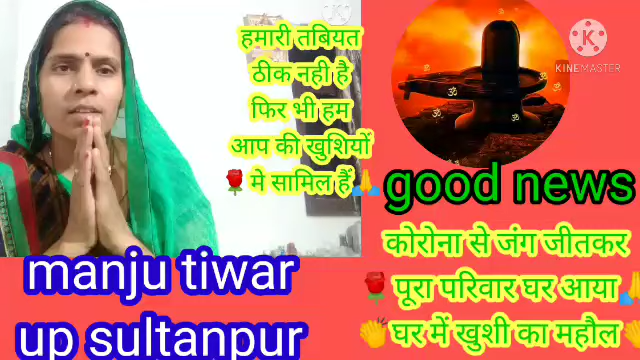 हमारी तबियत
ठीक नही है
फिर भी हम
आप की खुशियों
मे सामिल हैं
KINEMASTER
good news
कोरोना से जंग जीतकर
पूरा परिवार घर आया
घर में खुशी का महौल
manju tiwar
up sultanpur